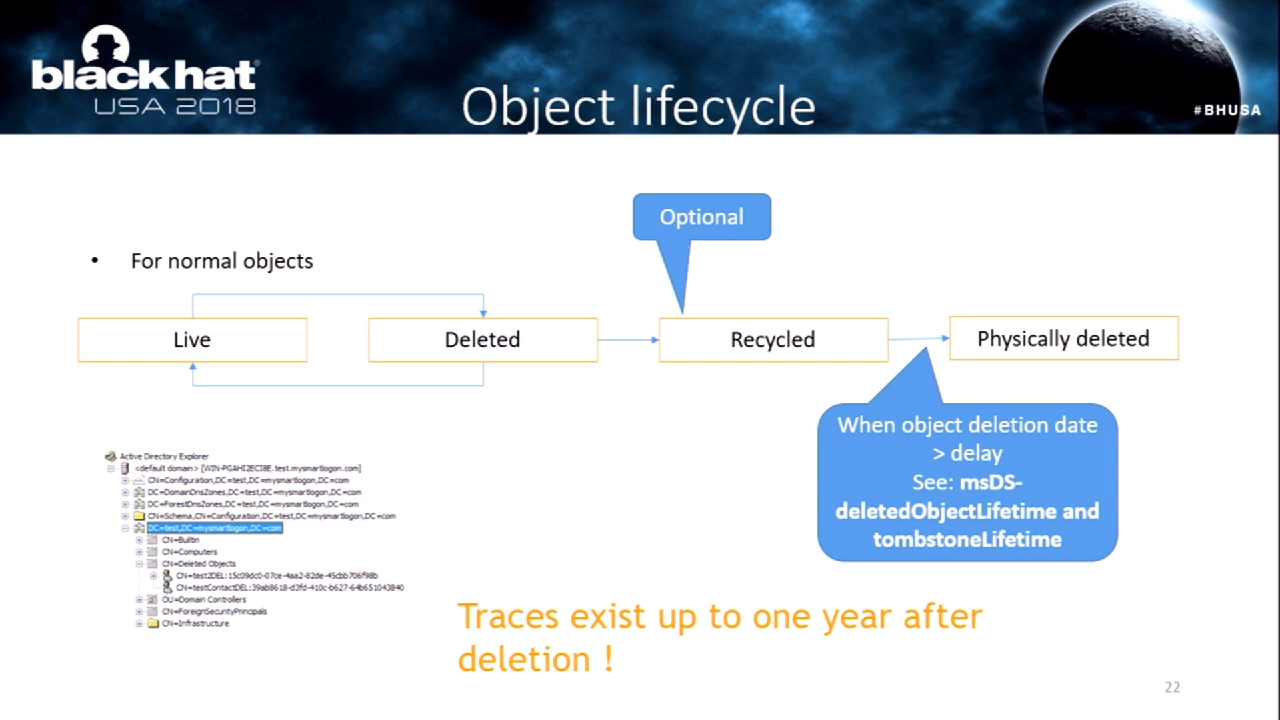 black hat
USA 2018
Object lifecycle
#BHUSA
Optional
• For normal objects
Live
Deleted
Recycled
Physically deleted
When object deletion date
> delay
See: msDS-
deletedObjectLifetime and
tombstoneLifetime
Active Directory Explorer
<default domain> [WIN-PGAHI2ECI8E.test.mysmartlogon.com]
CN=Configuration,DC=test,DC=mysmartlogon,DC=com
DC=DomainDnsZones,DC=test,DC=mysmartlogon,DC=com
DC=ForestDnsZones,DC=test,DC=mysmartlogon,DC=com
CN=Schema,CN=Configuration,DC=test,DC=mysmartlogon,DC=com
DC=test,DC=mysmartlogon,DC=com
CN=Builtin
CN=Computers
CN=Deleted Objects
CN=test2DEL:15c09dc0-07ce-4aa2-82de-45cbb706f98b
CN=testContactDEL:39ab8618-d3fd-410c-b627-64b651043840
OU=Domain Controllers
CN=ForeignSecurityPrincipals
CN=Infrastructure
Traces exist up to one year after
deletion !
22